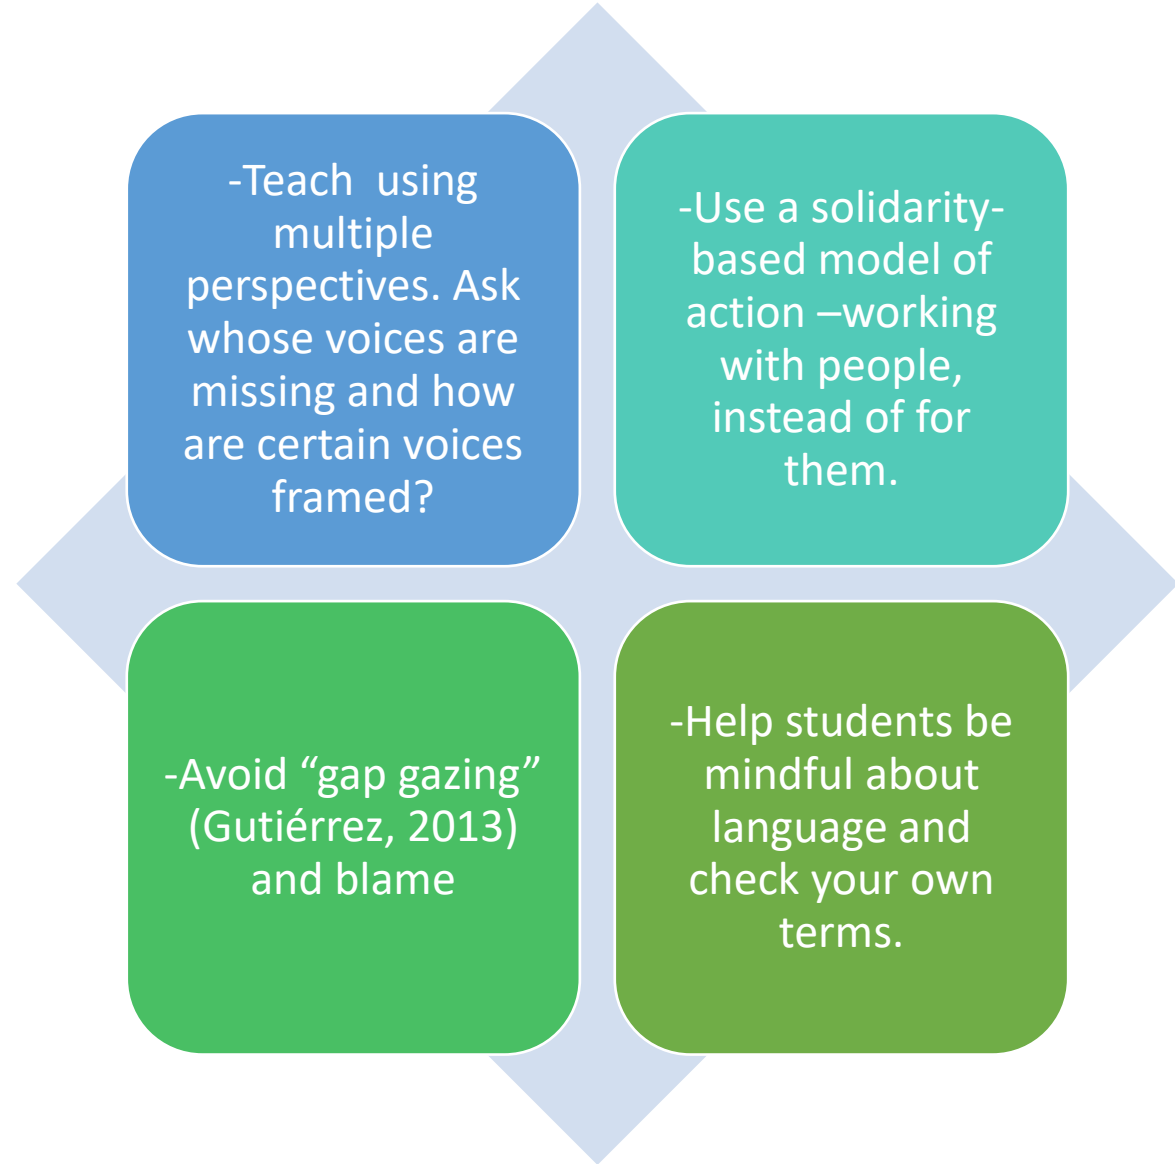 -Teach  using
multiple
perspectives. Ask
whose voices are
missing and how
are certain voices
framed?
-Use a solidarity-
based model of
action –working
with people,
instead of for
them.
-Avoid “gap gazing”
(Gutiérrez, 2013)
and blame
-Help students be
mindful about
language and
check your own
terms.